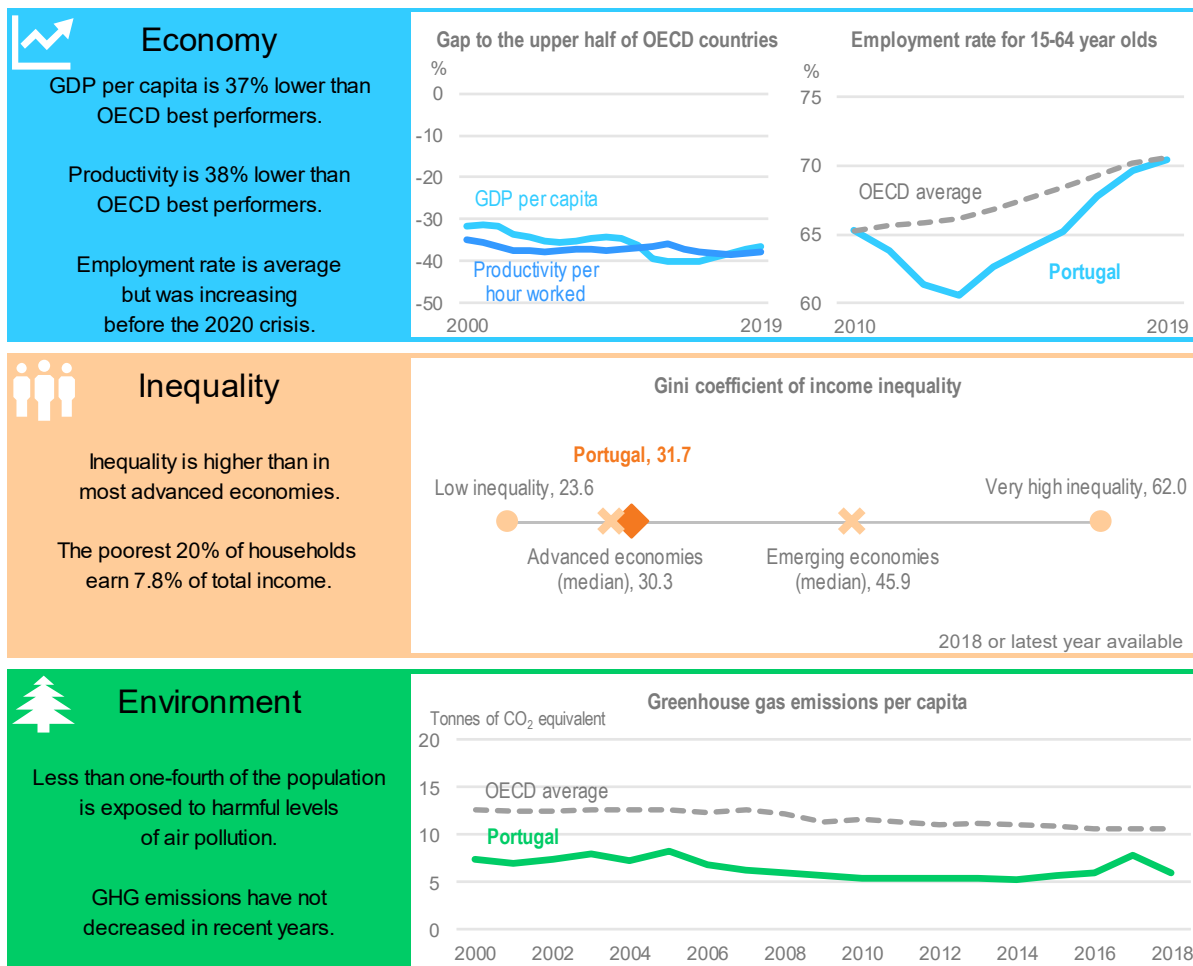 Economy
GDP per capita is 37% lower than
OECD best performers.
Productivity is 38% lower than
OECD best performers.
Employment rate is average
but was increasing
before the 2020 crisis.
Gap to the upper half of OECD countries
%
0
-10
-20
-30
-40
-50
GDP per capita
Productivity per
hour worked
2000
2019
Employment rate for 15-64 year olds
%
75
70
65
60
OECD average
Portugal
2010
2019
Inequality
Inequality is higher than in
most advanced economies.
The poorest 20% of households
earn 7.8% of total income.
Gini coefficient of income inequality
Portugal, 31.7
Low inequality, 23.6
Very high inequality, 62.0
Advanced economies
(median), 30.3
Emerging economies
(median), 45.9
2018 or latest year available
Environment
Less than one-fourth of the population
is exposed to harmful levels
of air pollution.
GHG emissions have not
decreased in recent years.
Greenhouse gas emissions per capita
Tonnes of CO₂ equivalent
20
15
10
5
0
OECD average
Portugal
2000 2002 2004 2006 2008 2010 2012 2014 2016 2018